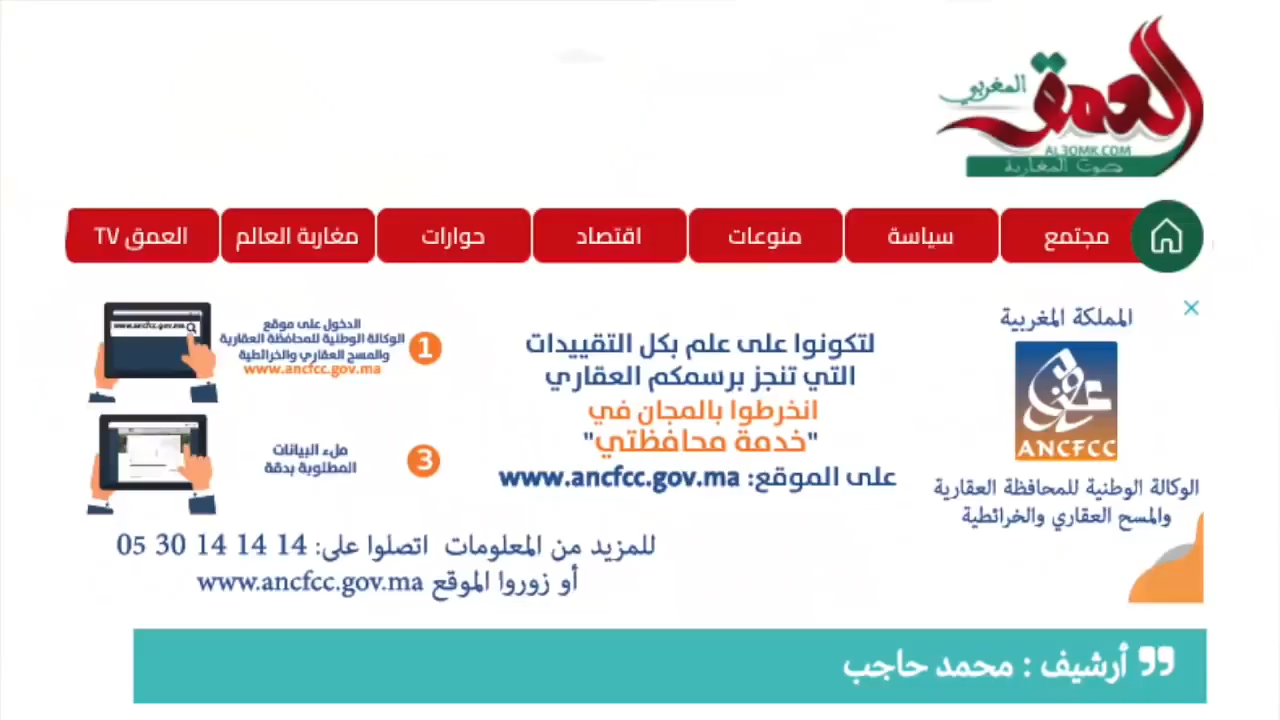 العمق
المغربي
AL3OMK.COM
صوت المغاربة
مجتمع
سياسة
منوعات
اقتصاد
حوارات
مغاربة العالم
العمق TV
المملكة المغربية
ANCFCC
الوكالة الوطنية للمحافظة العقارية
والمسح العقاري والخرائطية
لتكونوا على علم بكل التقييدات
التي تنجز برسمكم العقاري
انخرطوا بالمجان في
"خدمة محافظتي"
على الموقع: www.ancfcc.gov.ma
1
الدخول على موقع
الوكالة الوطنية للمحافظة العقارية
والمسح العقاري والخرائطية
www.ancfcc.gov.ma
www.ancfcc.gov.ma
3
ملء البيانات
المطلوبة بدقة
للمزيد من المعلومات اتصلوا على: 05 30 14 14 14
أو زوروا الموقع www.ancfcc.gov.ma
أرشيف : محمد حاجب